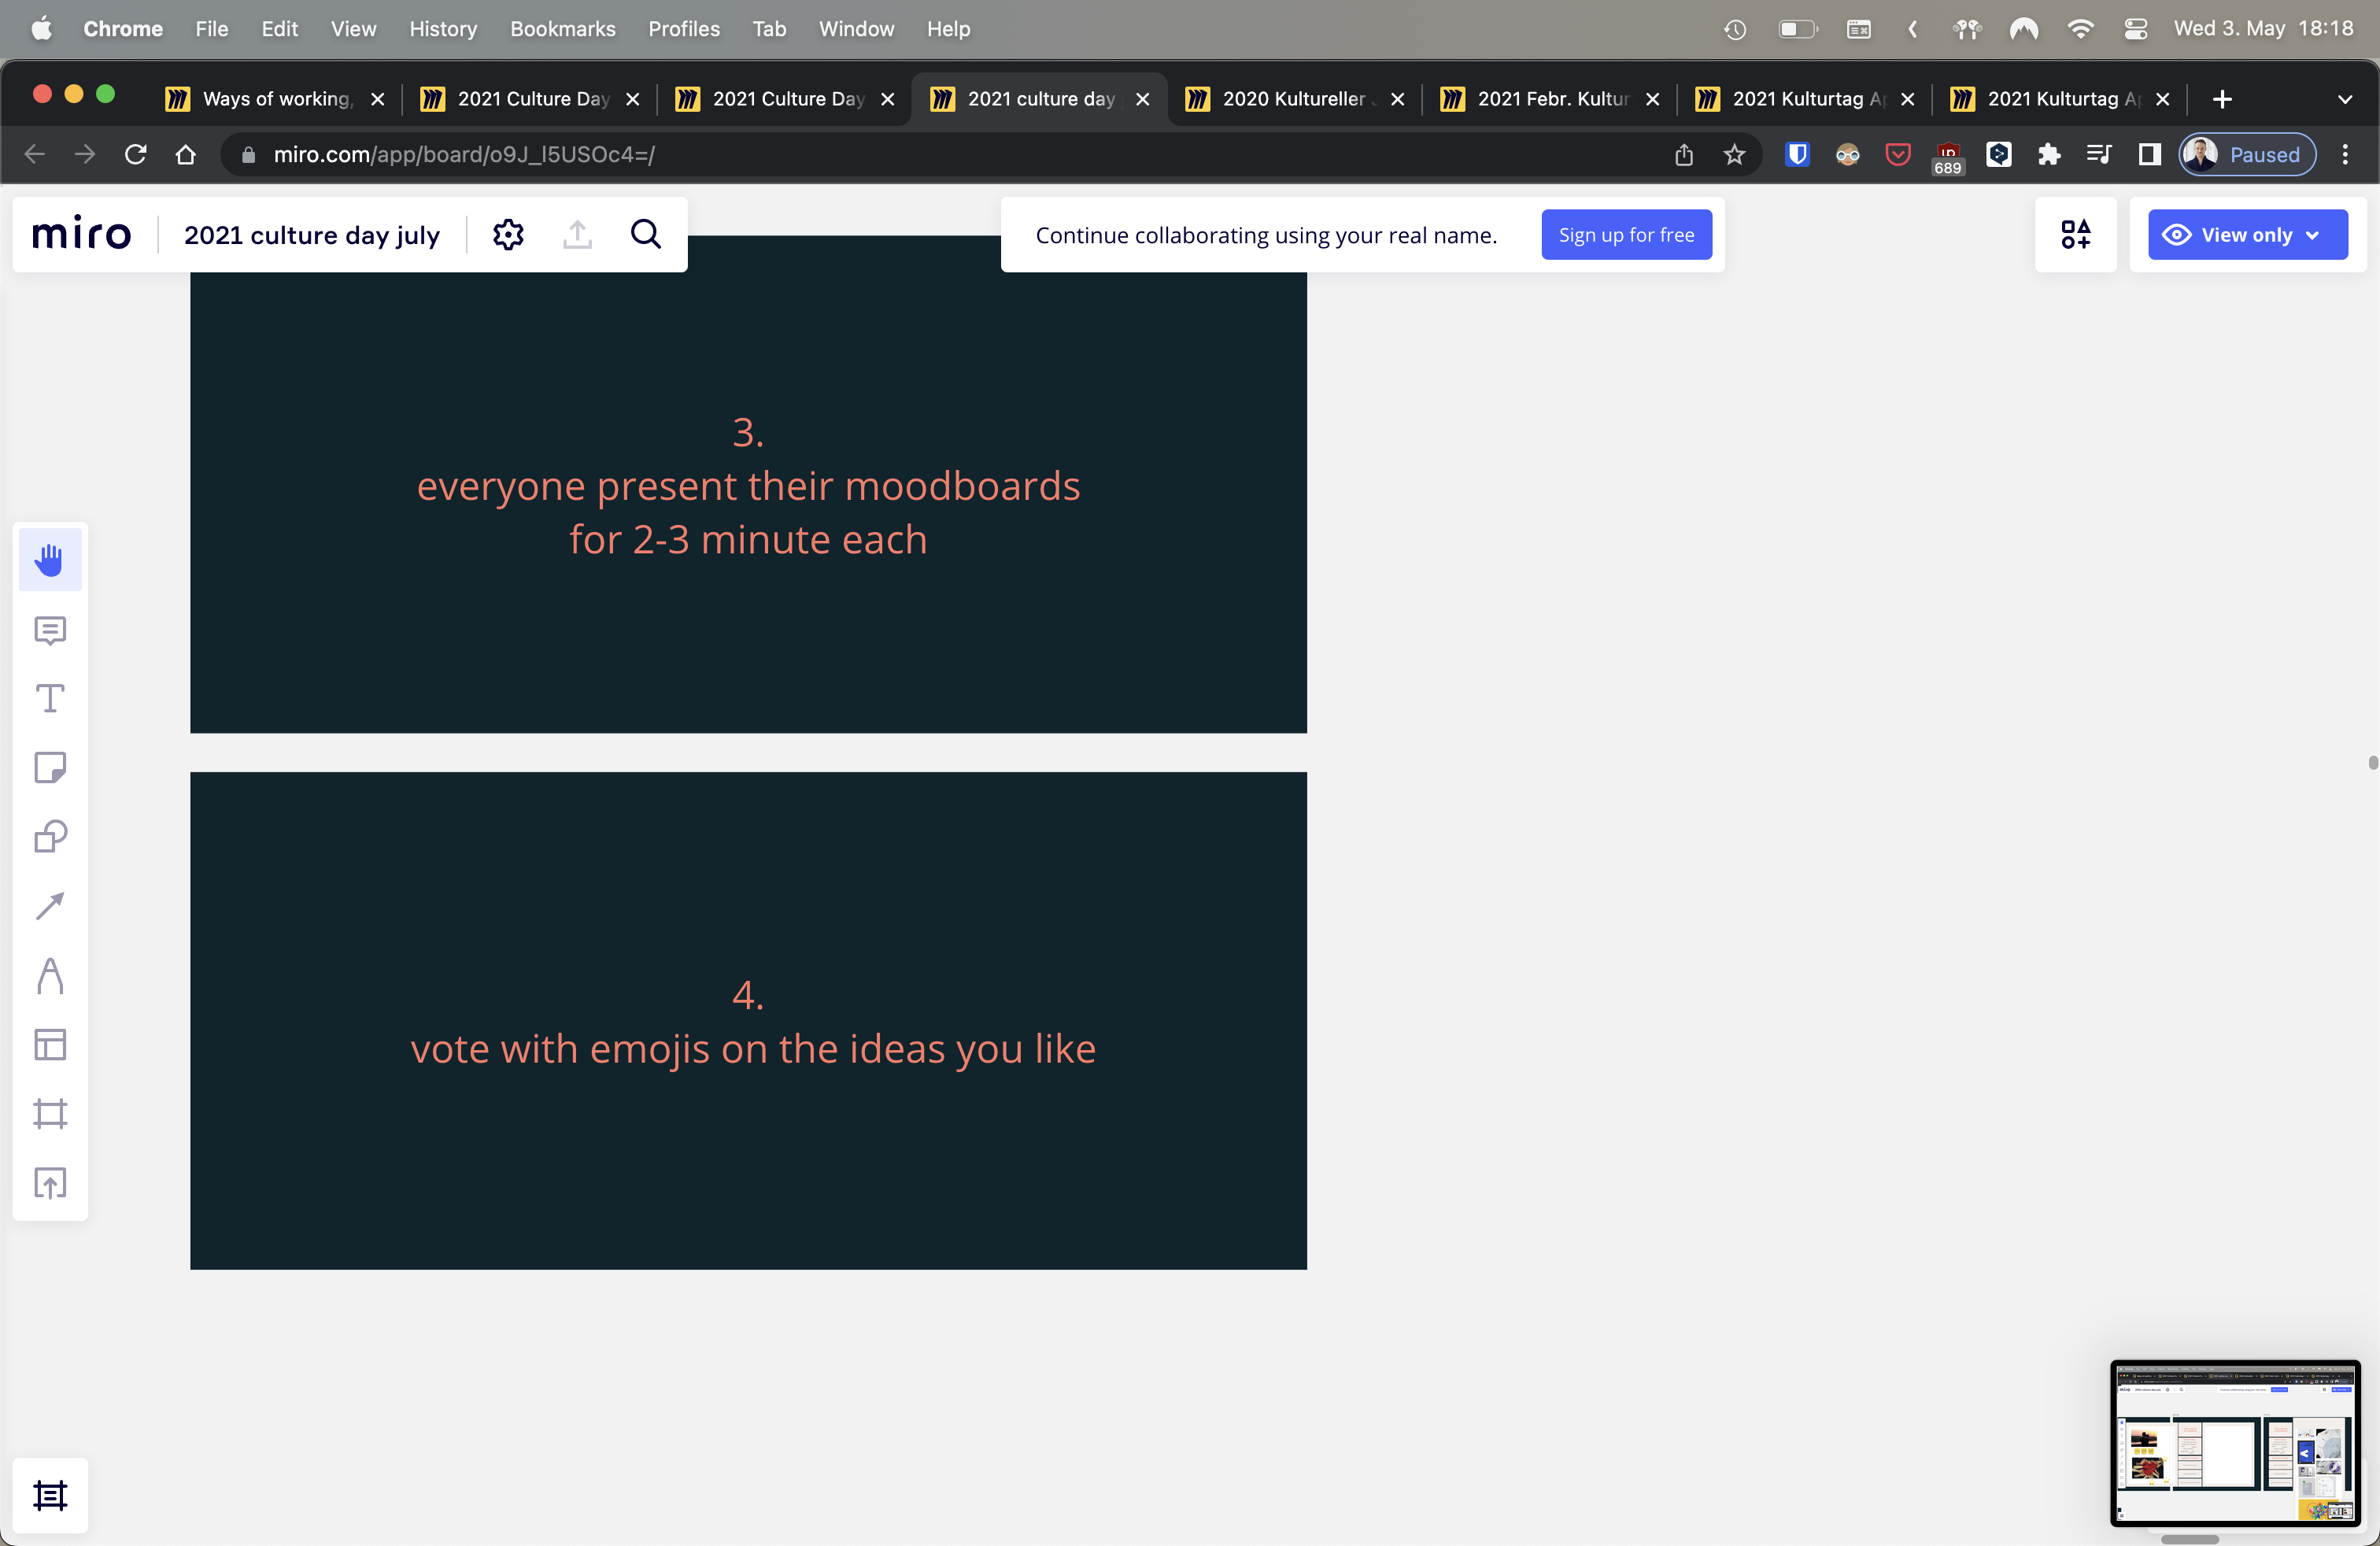 Chrome File Edit View History Bookmarks Profiles Tab Window Help
Wed 3. May 18:18
Ways of working,
2021 Culture Day
2021 Culture Day
2021 culture day
2020 Kultureller
2021 Febr. Kultur
2021 Kulturtag
2021 Kulturtag
miro.com/app/board/o9J_l5USOc4=/
689
Paused
miro
2021 culture day july
Continue collaborating using your real name.
Sign up for free
View only
3.
everyone present their moodboards
for 2-3 minute each
4.
vote with emojis on the ideas you like